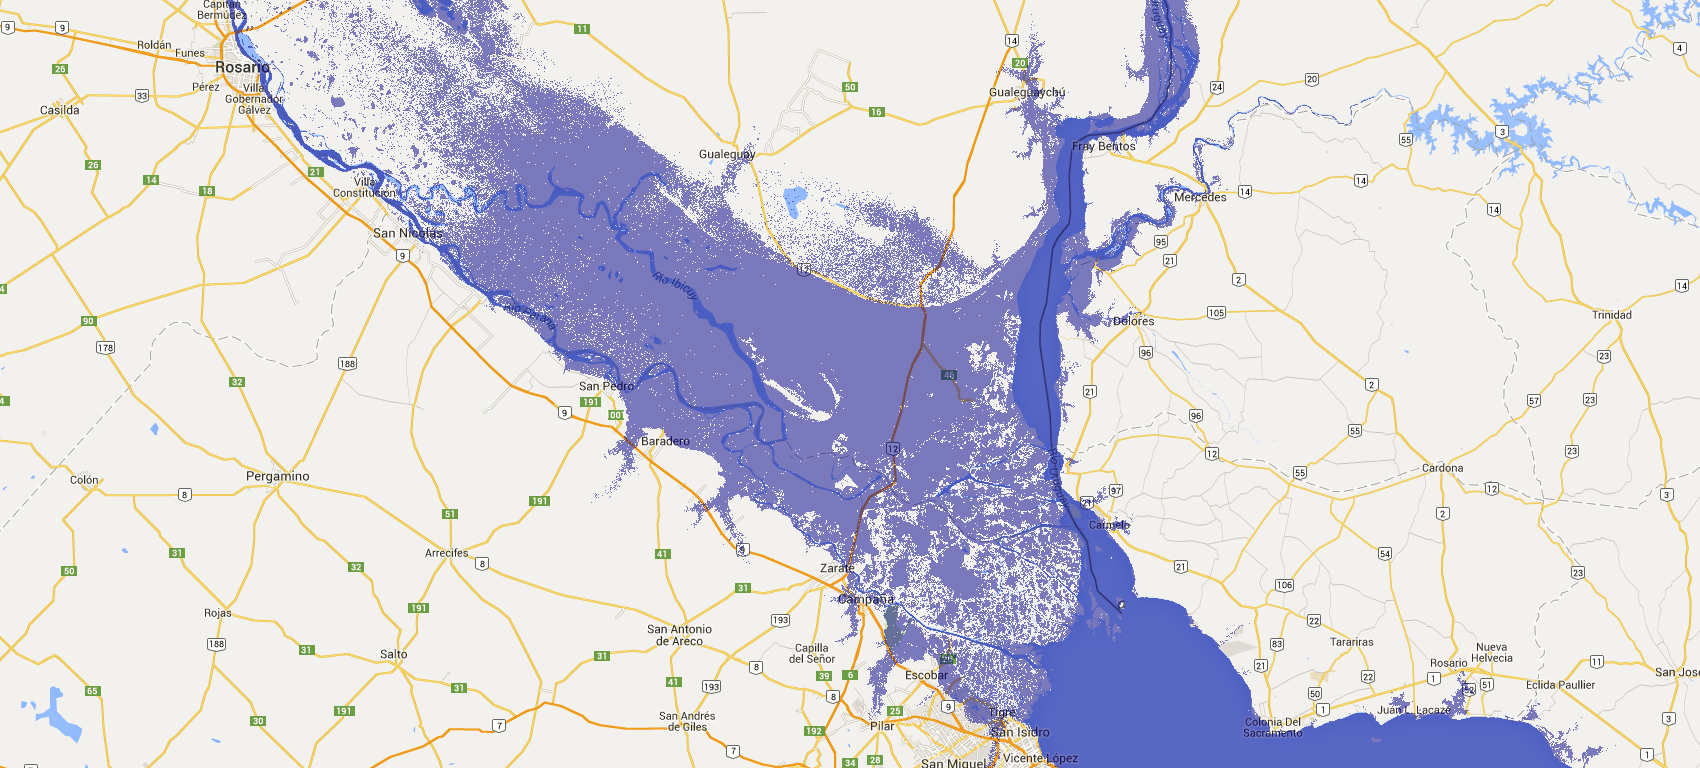 Capitán
Bermúdez
9
9
11
14
4
Roldán
Funes
Rosario
26
20
20
Pérez
Villa
Gobernador
Gálvez
33
50
24
Gualeguaychú
Casilda
16
3
55
Fray Bentos
Gualeguay
26
21
14
18
Villa
Constitución
14
14
Mercedes
14
San Nicolás
9
95
21
2
Río Ibicuy
14
90
105
Dolores
Trinidad
178
96
23
188
32
46
2
San Pedro
191
21
57
23
9
96
55
Baradero
12
12
23
Colón
Pergamino
8
55
Cardona
12
3
191
97
21
51
2
Carmelo
31
Arrecifes
8
41
9
54
50
32
Zarate
21
23
31
106
Campana
191
Rojas
193
22
188
San Antonio
de Areco
83
Tarariras
Salto
31
31
Capilla
del Señor
Nueva
Helvecia
8
21
Rosario
11
65
31
41
193
39
6
Escobar
22
1
51
52
Eclida Paullier
San José
8
50
191
25
9
1
Juan L. Lacaze
30
7
San Andrés
de Giles
Pilar
Tigre
Colonia Del
Sacramento
3
192
San Isidro
7
34
28
San Miguel
Vicente López
1